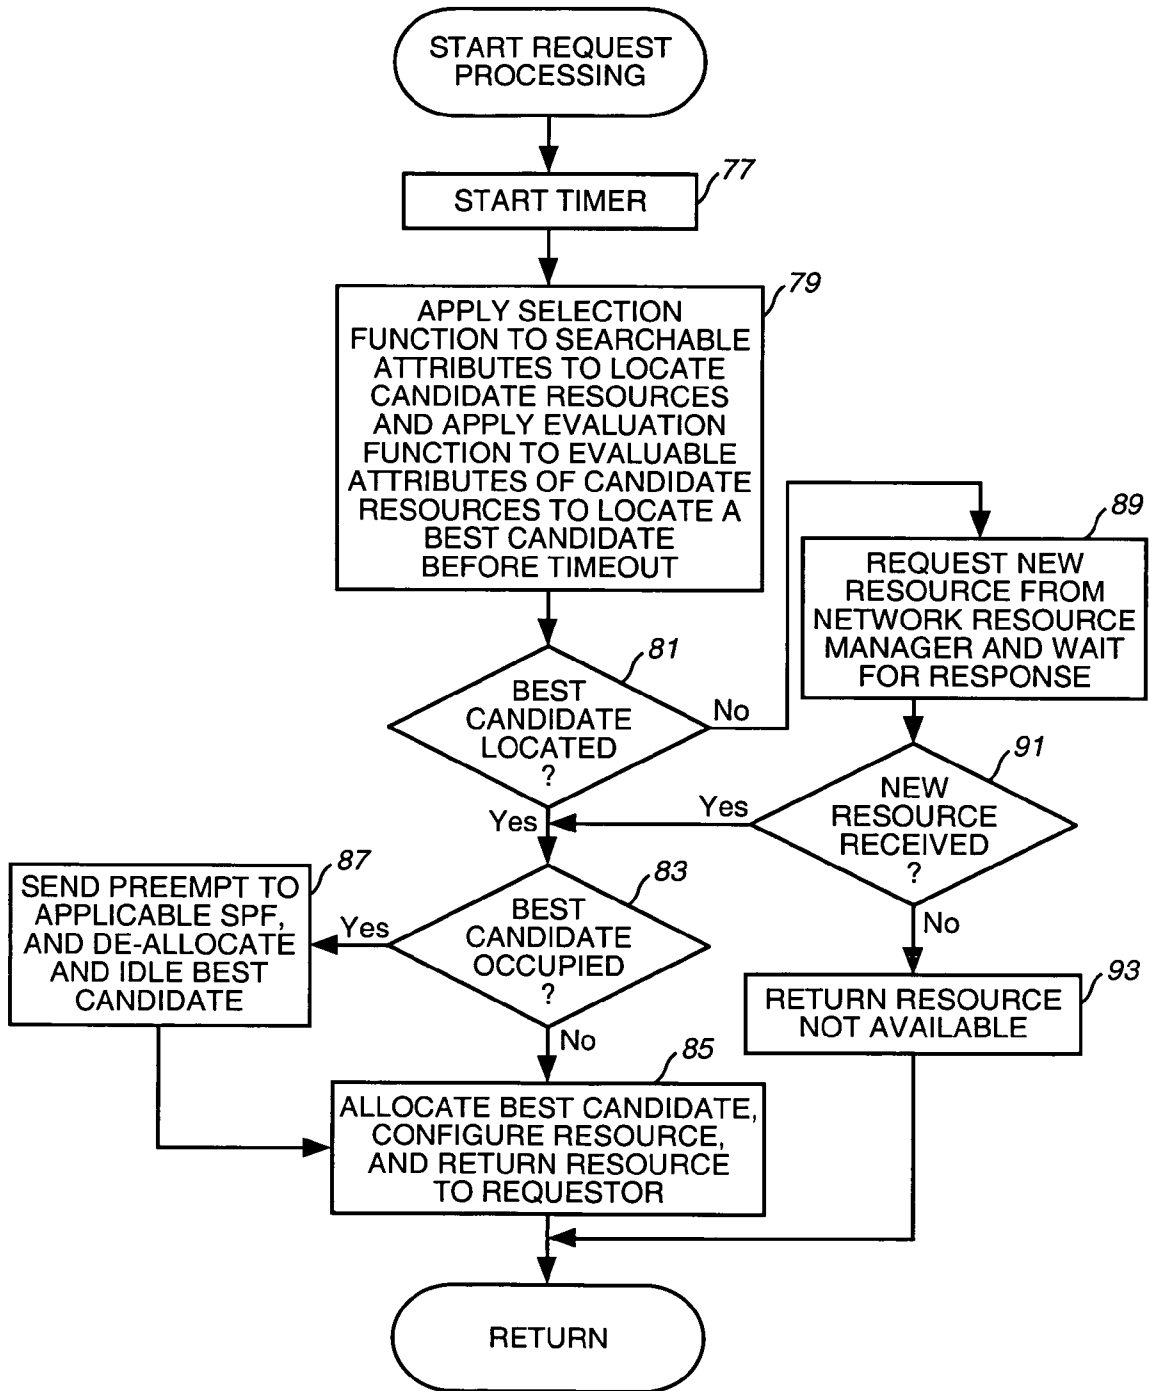 START REQUEST
PROCESSING
77
START TIMER
79
APPLY SELECTION
FUNCTION TO SEARCHABLE
ATTRIBUTES TO LOCATE
CANDIDATE RESOURCES
AND APPLY EVALUATION
FUNCTION TO EVALUABLE
ATTRIBUTES OF CANDIDATE
RESOURCES TO LOCATE A
BEST CANDIDATE
BEFORE TIMEOUT
81
BEST
CANDIDATE
LOCATED
?
No
Yes
89
REQUEST NEW
RESOURCE FROM
NETWORK RESOURCE
MANAGER AND WAIT
FOR RESPONSE
91
NEW
RESOURCE
RECEIVED
?
Yes
No
83
BEST
CANDIDATE
OCCUPIED
?
Yes
No
87
SEND PREEMPT TO
APPLICABLE SPF,
AND DE-ALLOCATE
AND IDLE BEST
CANDIDATE
93
RETURN RESOURCE
NOT AVAILABLE
85
ALLOCATE BEST CANDIDATE,
CONFIGURE RESOURCE,
AND RETURN RESOURCE
TO REQUESTOR
RETURN